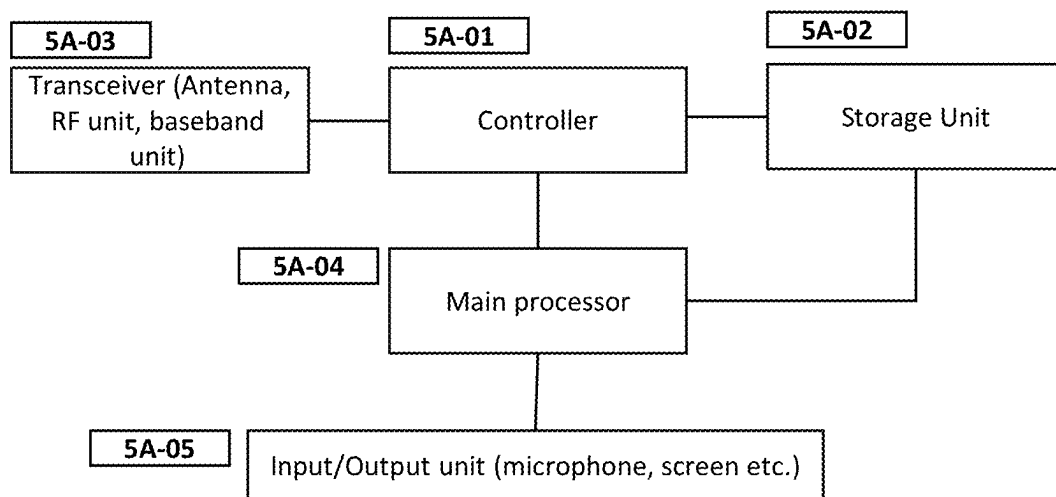 5A-03
5A-01
5A-02
Transceiver (Antenna,
RF unit, baseband
unit)
Controller
Storage Unit
5A-04
Main processor
5A-05
Input/Output unit (microphone, screen etc.)